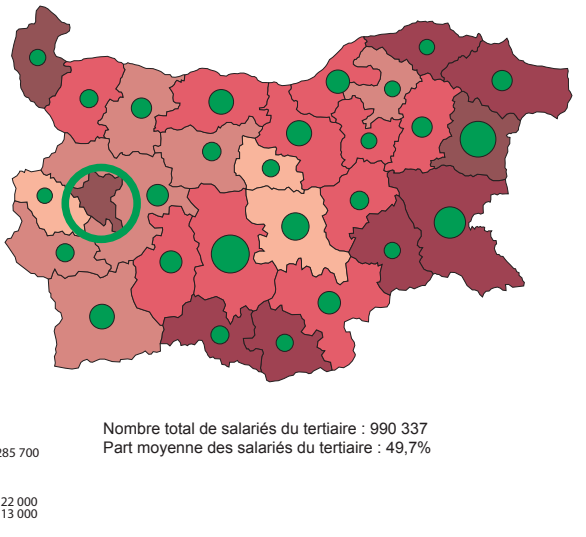 Nombre total de salariés du tertiaire : 990 337
Part moyenne des salariés du tertiaire : 49,7%
285 700
22 000
13 000